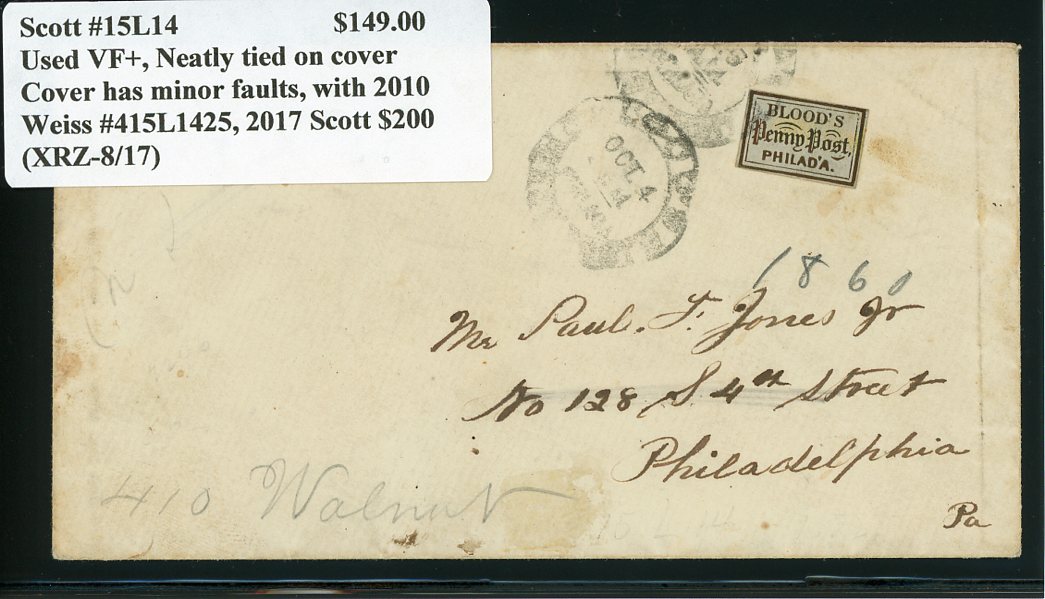 Scott #15L14 $149.00
Used VF+, Neatly tied on cover
Cover has minor faults, with 2010
Weiss #415L1425, 2017 Scott $200
(XRZ-8/17)
BLOOD'S
Penny Post,
PHILAD'A.
OCT 4
1860
Mr Paul. F. Jones Jr
No 128 S. 4th Street
Philadelphia
Pa
410 Walnut